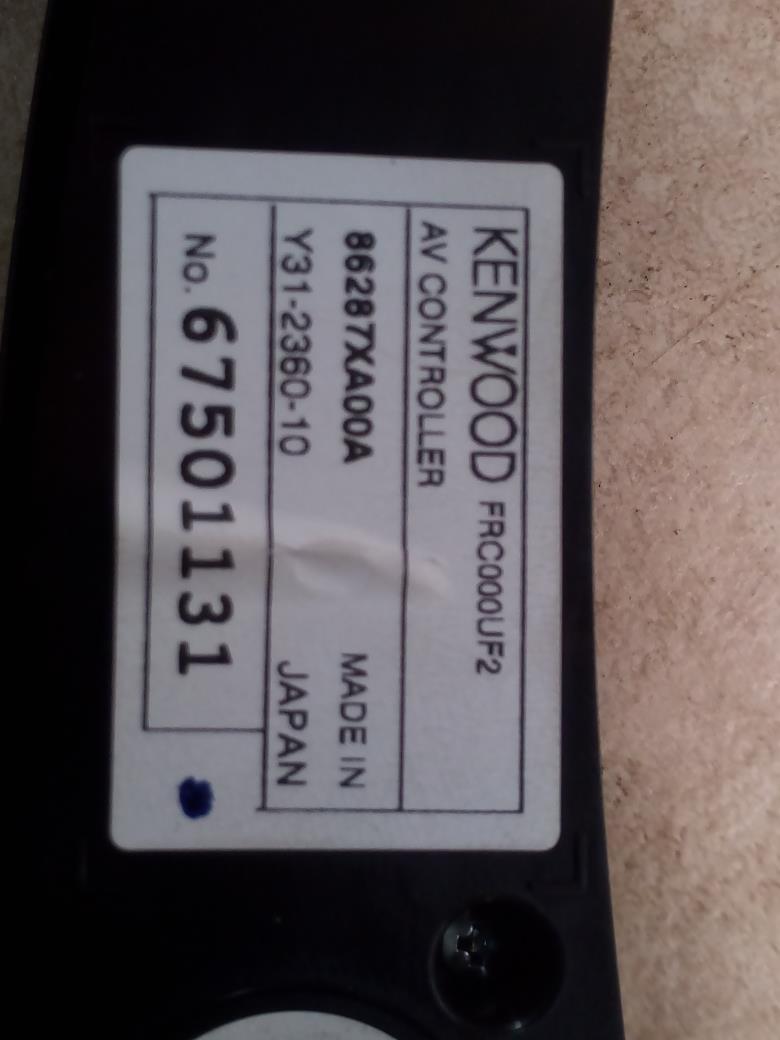 KENWOOD FRC000UF2
AV CONTROLLER
86287XA00A MADE IN
Y31-2360-10 JAPAN
No. 67501131